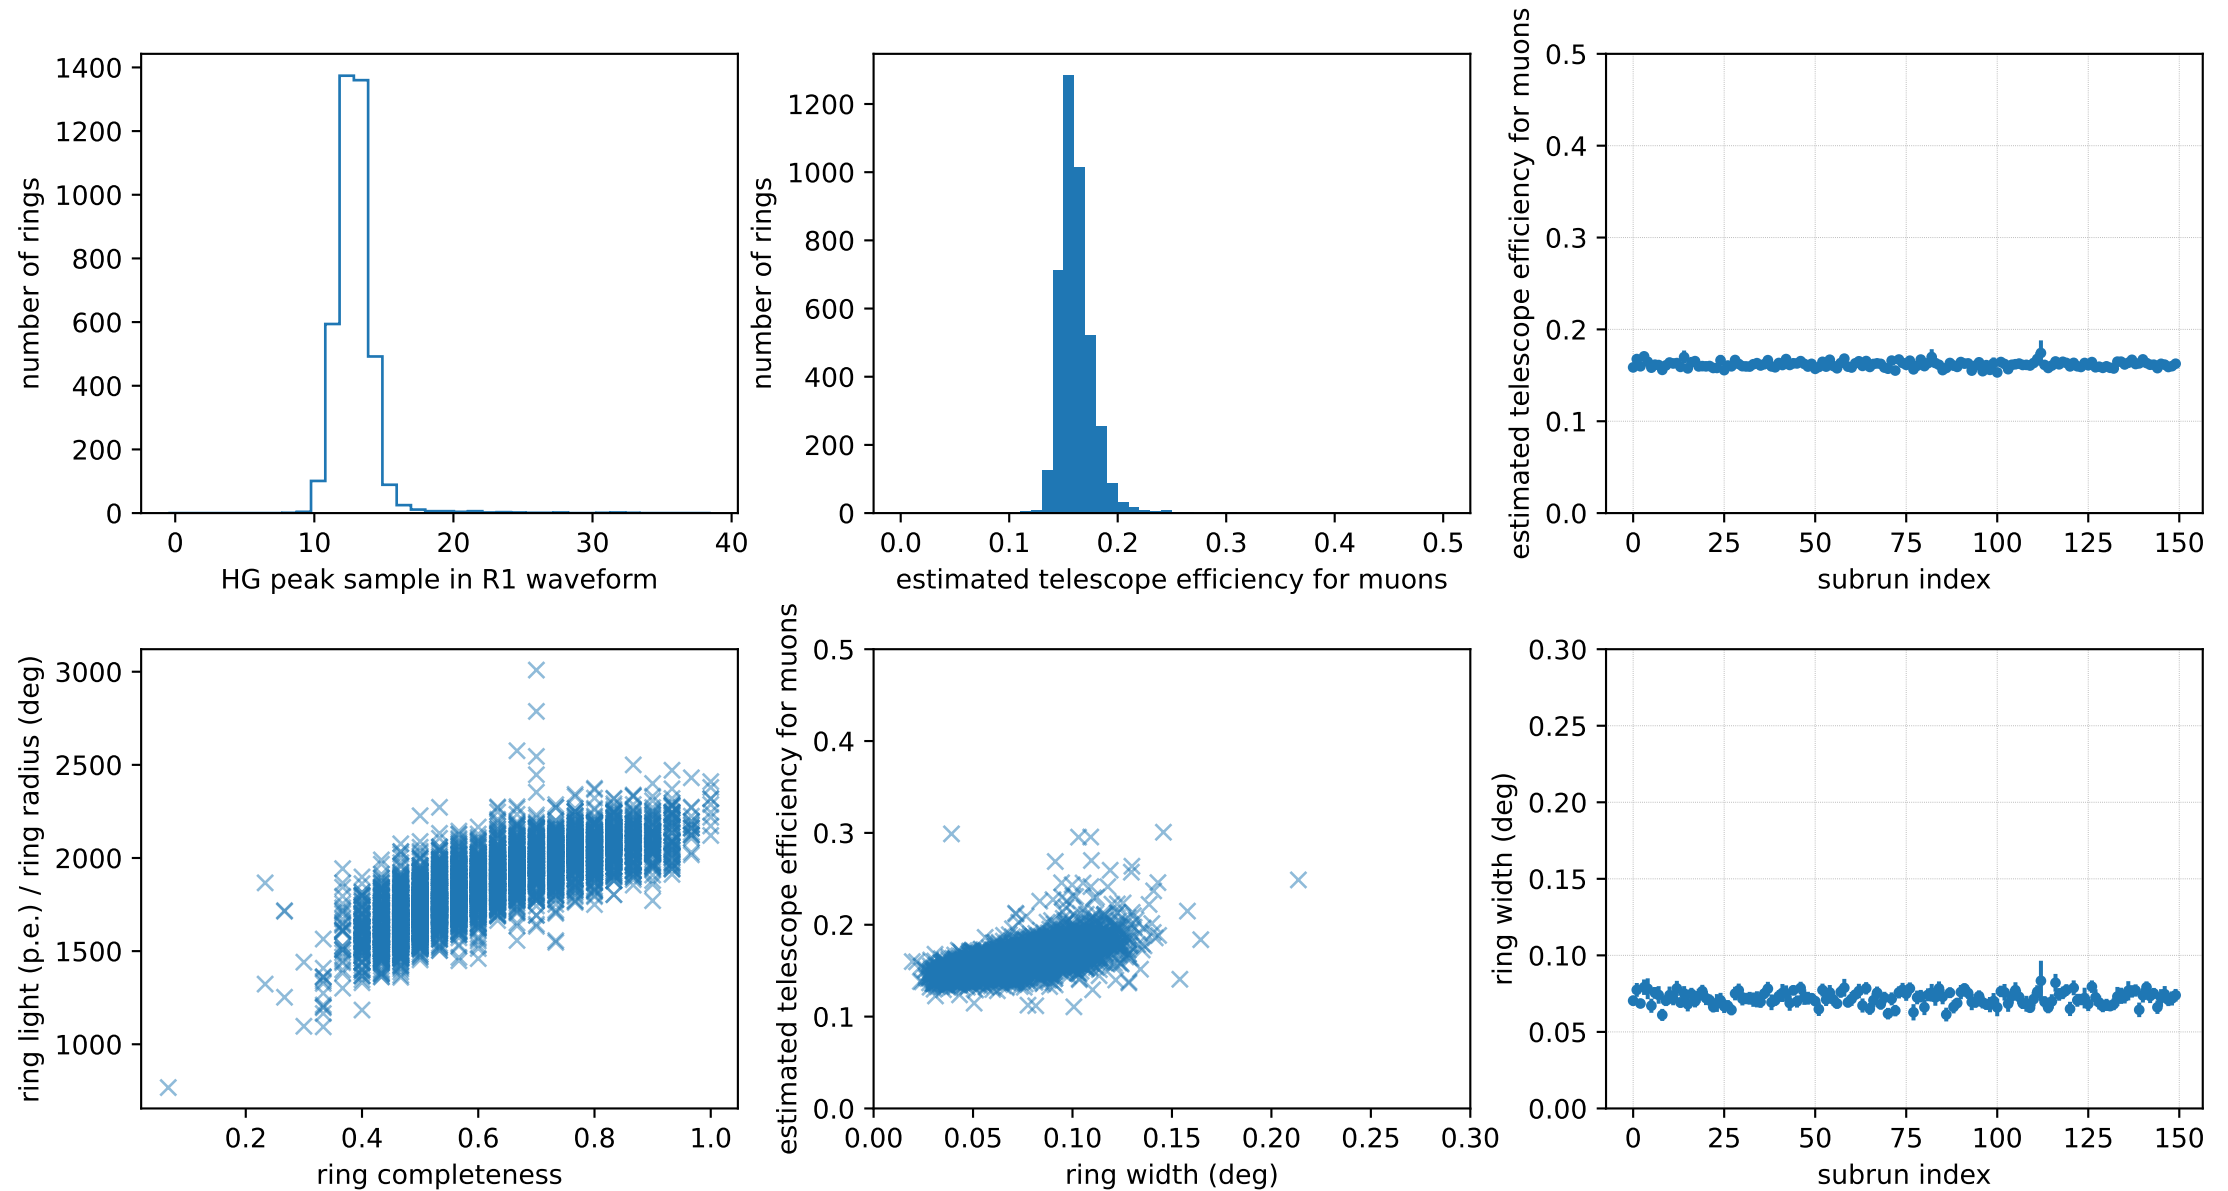 1400
1200
1000
800
600
400
200
0
number of rings
0 10 20 30 40
HG peak sample in R1 waveform
1200
1000
800
600
400
200
0
number of rings
0.0 0.1 0.2 0.3 0.4 0.5
estimated telescope efficiency for muons
0.5
0.4
0.3
0.2
0.1
0.0
estimated telescope efficiency for muons
0 25 50 75 100 125 150
subrun index
3000
2500
2000
1500
1000
ring light (p.e.) / ring radius (deg)
0.2 0.4 0.6 0.8 1.0
ring completeness
0.5
0.4
0.3
0.2
0.1
0.0
estimated telescope efficiency for muons
0.00 0.05 0.10 0.15 0.20 0.25 0.30
ring width (deg)
0.30
0.25
0.20
0.15
0.10
0.05
0.00
ring width (deg)
0 25 50 75 100 125 150
subrun index